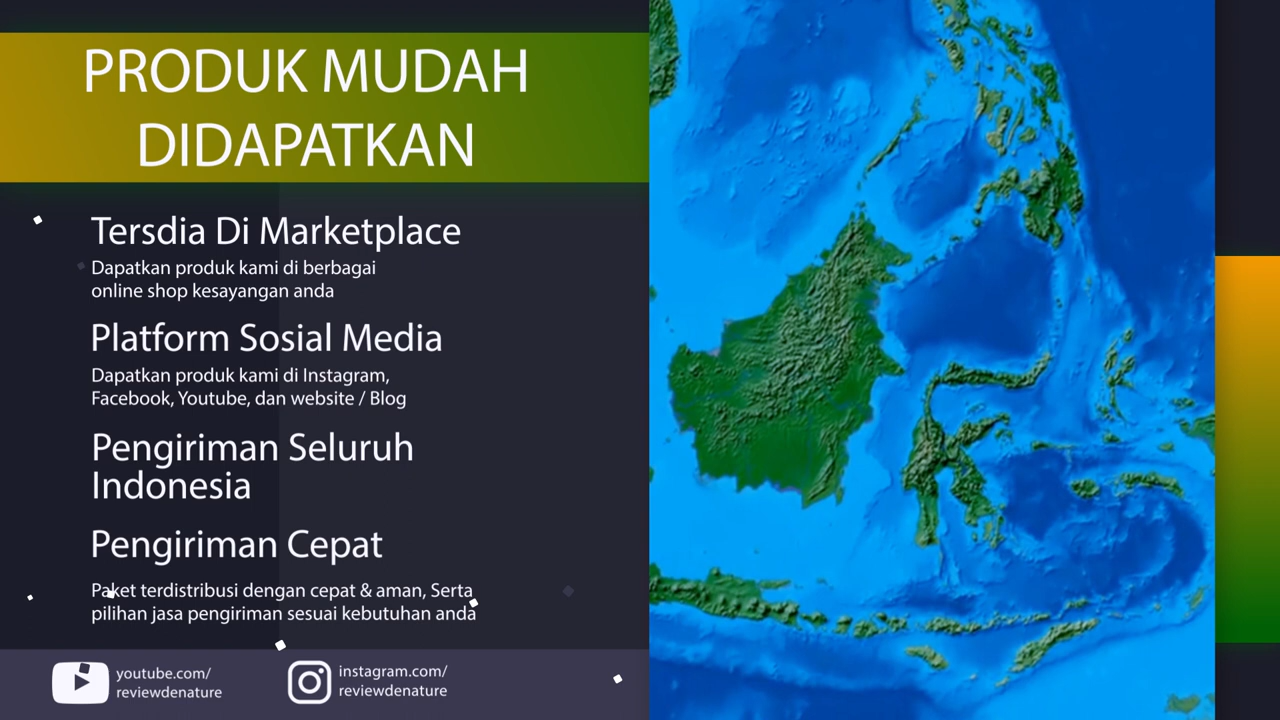 PRODUK MUDAH
DIDAPATKAN
Tersdia Di Marketplace
Dapatkan produk kami di berbagai
online shop kesayangan anda
Platform Sosial Media
Dapatkan produk kami di Instagram,
Facebook, Youtube, dan website / Blog
Pengiriman Seluruh
Indonesia
Pengiriman Cepat
Paket terdistribusi dengan cepat & aman, Serta
pilihan jasa pengiriman sesuai kebutuhan anda
youtube.com/
reviewdenature
instagram.com/
reviewdenature